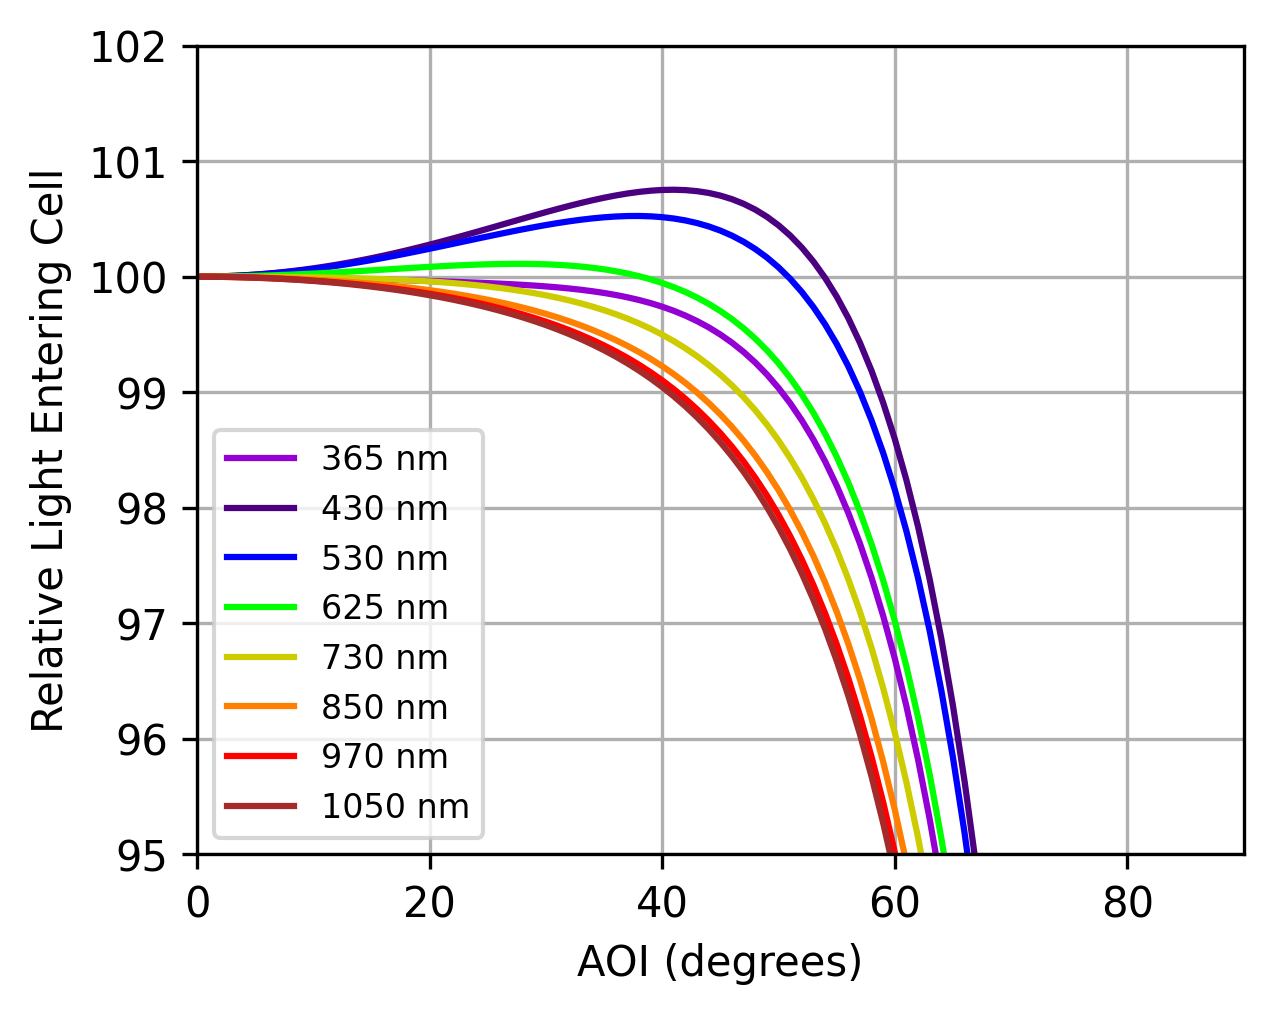 102
101
100
99
98
97
96
95
Relative Light Entering Cell
365 nm
430 nm
530 nm
625 nm
730 nm
850 nm
970 nm
1050 nm
0 20 40 60 80
AOI (degrees)